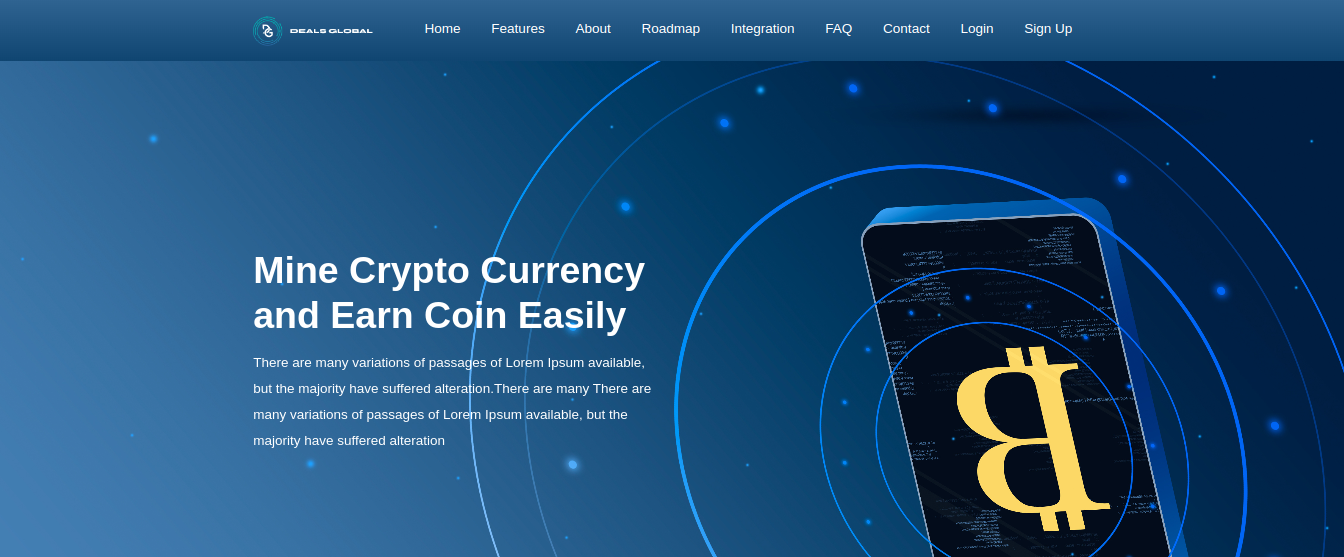 DEALS GLOBAL
Home Features About Roadmap Integration FAQ Contact Login Sign Up
Mine Crypto Currency
and Earn Coin Easily
There are many variations of passages of Lorem Ipsum available,
but the majority have suffered alteration.There are many There are
many variations of passages of Lorem Ipsum available, but the
majority have suffered alteration